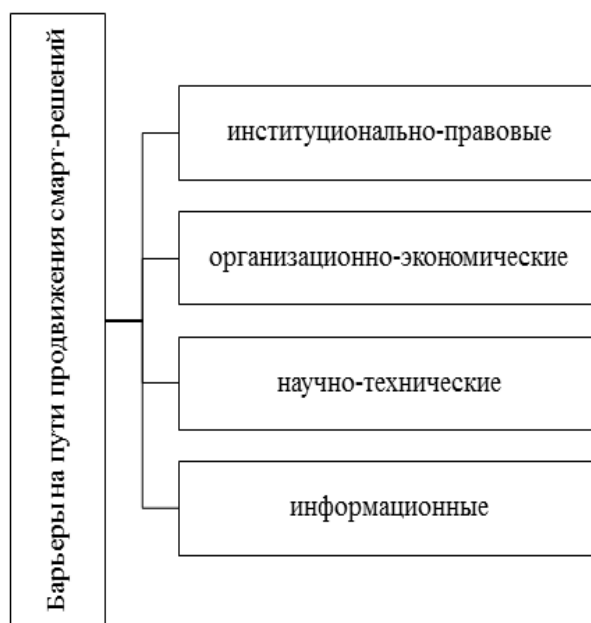 Барьеры на пути продвижения смарт-решений
институционально-правовые
организационно-экономические
научно-технические
информационные